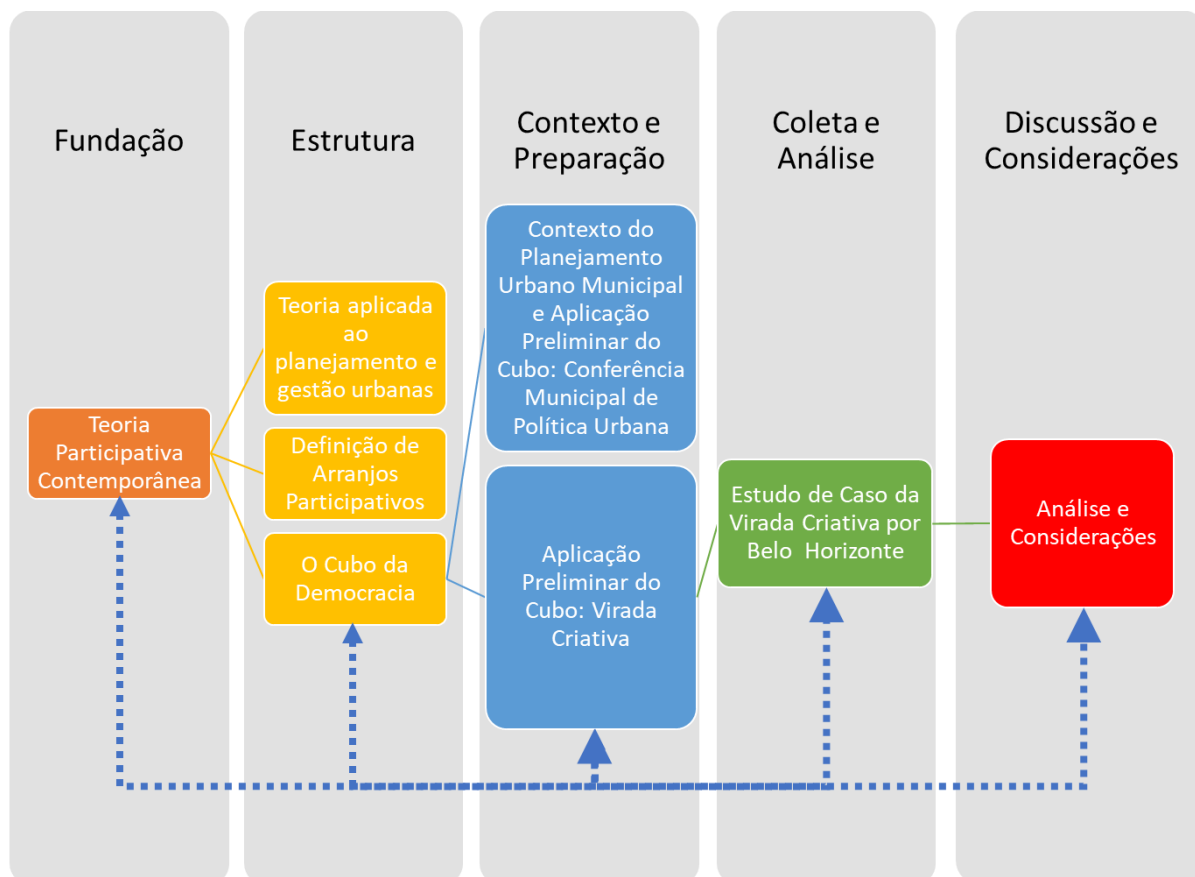 Fundação
Estrutura
Contexto e
Preparação
Coleta e
Análise
Discussão e
Considerações
Teoria
Participativa
Contemporânea
Teoria aplicada
ao
planejamento e
gestão urbanas
Definição de
Arranjos
Participativos
O Cubo da
Democracia
Contexto do
Planejamento
Urbano Municipal
e Aplicação
Preliminar do
Cubo: Conferência
Municipal de
Política Urbana
Aplicação
Preliminar do
Cubo: Virada
Criativa
Estudo de Caso da
Virada Criativa por
Belo Horizonte
Análise e
Considerações